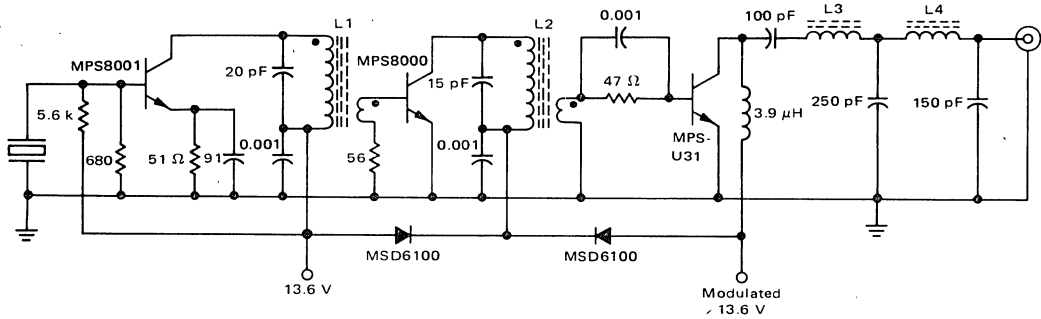 L1
L2
L3
L4
0.001
100 pF
MPS8001
20 pF
MPS8000
15 pF
47 Ω
5.6 k
250 pF
150 pF
3.9 μH
MPS-
U31
680
51 Ω
91
0.001
56
0.001
MSD6100
MSD6100
13.6 V
Modulated
13.6 V